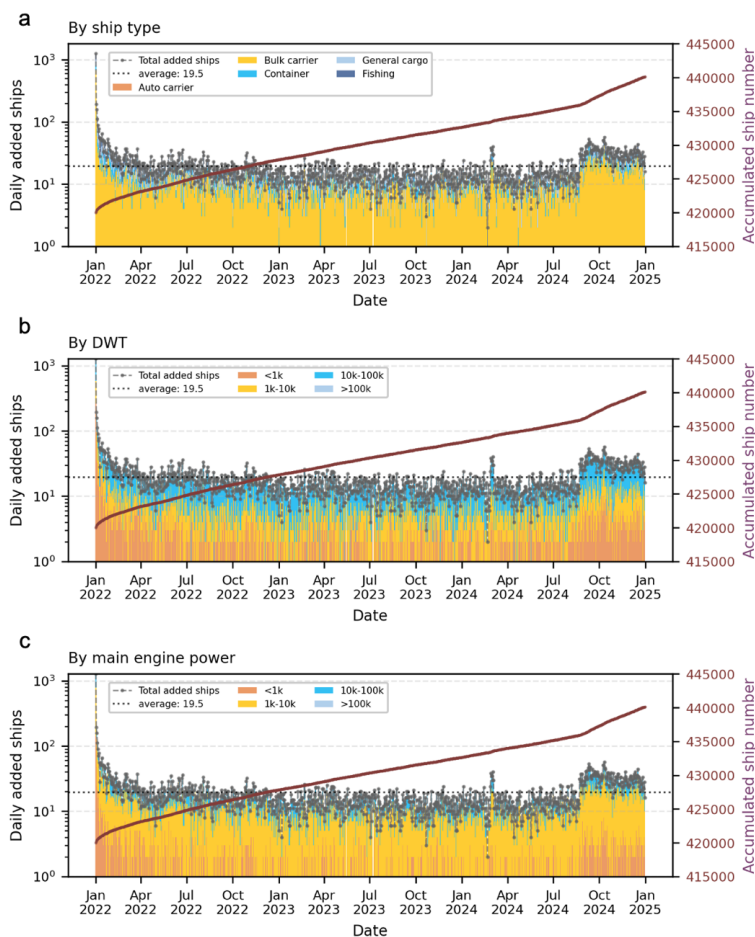 a
By ship type
Total added ships
average: 19.5
Auto carrier
Bulk carrier
Container
General cargo
Fishing
Daily added ships
10³
10²
10¹
10⁰
445000
440000
435000
430000
425000
420000
415000
Accumulated ship number
Jan 2022
Apr 2022
Jul 2022
Oct 2022
Jan 2023
Apr 2023
Jul 2023
Oct 2023
Jan 2024
Apr 2024
Jul 2024
Oct 2024
Jan 2025
Date
b
By DWT
Total added ships
average: 19.5
<1k
1k-10k
10k-100k
>100k
Daily added ships
10³
10²
10¹
10⁰
445000
440000
435000
430000
425000
420000
415000
Accumulated ship number
Jan 2022
Apr 2022
Jul 2022
Oct 2022
Jan 2023
Apr 2023
Jul 2023
Oct 2023
Jan 2024
Apr 2024
Jul 2024
Oct 2024
Jan 2025
Date
c
By main engine power
Total added ships
average: 19.5
<1k
1k-10k
10k-100k
>100k
Daily added ships
10³
10²
10¹
10⁰
445000
440000
435000
430000
425000
420000
415000
Accumulated ship number
Jan 2022
Apr 2022
Jul 2022
Oct 2022
Jan 2023
Apr 2023
Jul 2023
Oct 2023
Jan 2024
Apr 2024
Jul 2024
Oct 2024
Jan 2025
Date